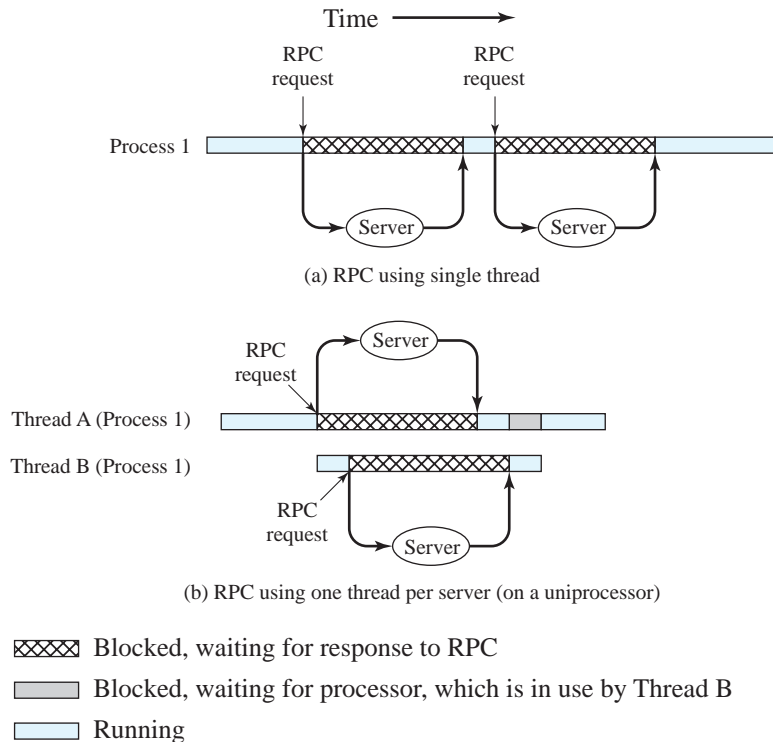 Time
RPC
request
RPC
request
Process 1
Server
Server
(a) RPC using single thread
Server
RPC
request
Thread A (Process 1)
Thread B (Process 1)
RPC
request
Server
(b) RPC using one thread per server (on a uniprocessor)
Blocked, waiting for response to RPC
Blocked, waiting for processor, which is in use by Thread B
Running